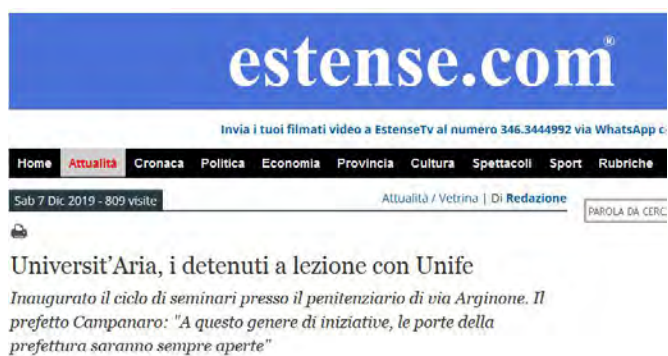 estense.com®
Invia i tuoi filmati video a EstenseTv al numero 346.3444992 via WhatsApp
Home Attualità Cronaca Politica Economia Provincia Cultura Spettacoli Sport Rubriche
Sab 7 Dic 2019 - 809 visite Attualità / Vetrina | Di Redazione
PAROLA DA CERC
Universit'Aria, i detenuti a lezione con Unife
Inaugurato il ciclo di seminari presso il penitenziario di via Arginone. Il
prefetto Campanaro: "A questo genere di iniziative, le porte della
prefettura saranno sempre aperte"